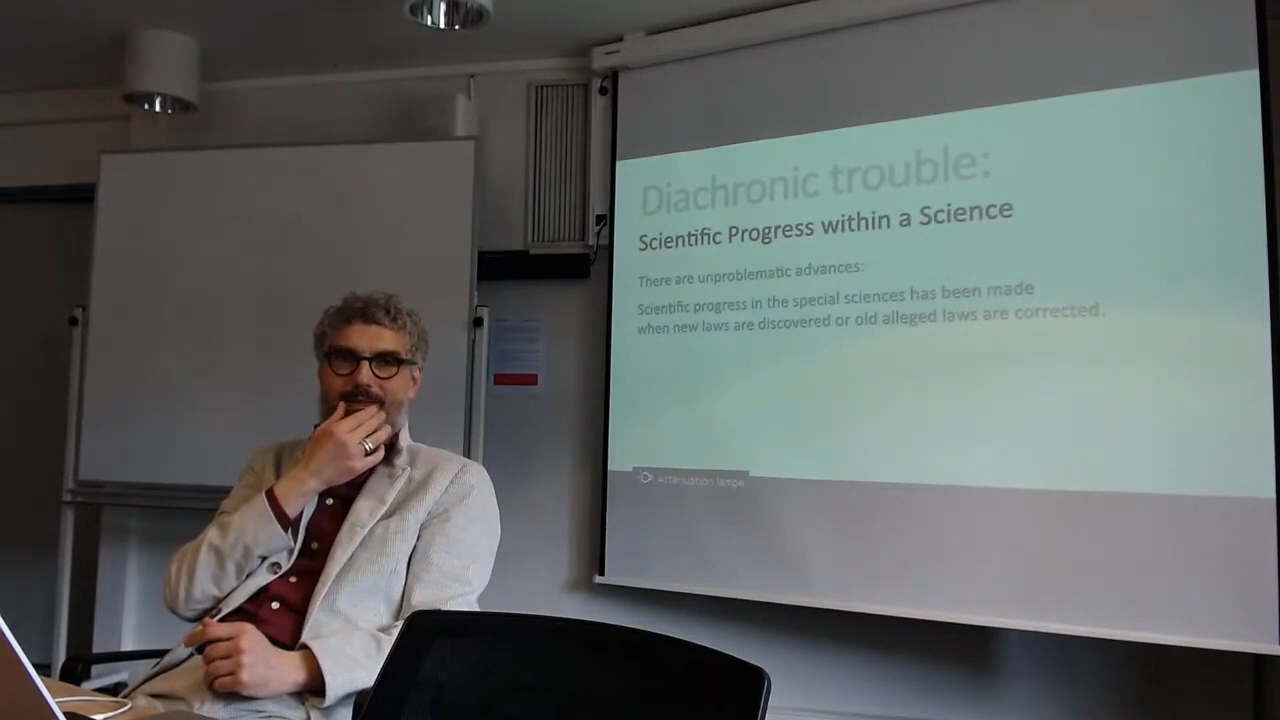 Diachronic trouble:
Scientific Progress within a Science
There are unproblematic advances:
Scientific progress in the special sciences has been made
when new laws are discovered or old alleged laws are corrected.
Atténuation lampe